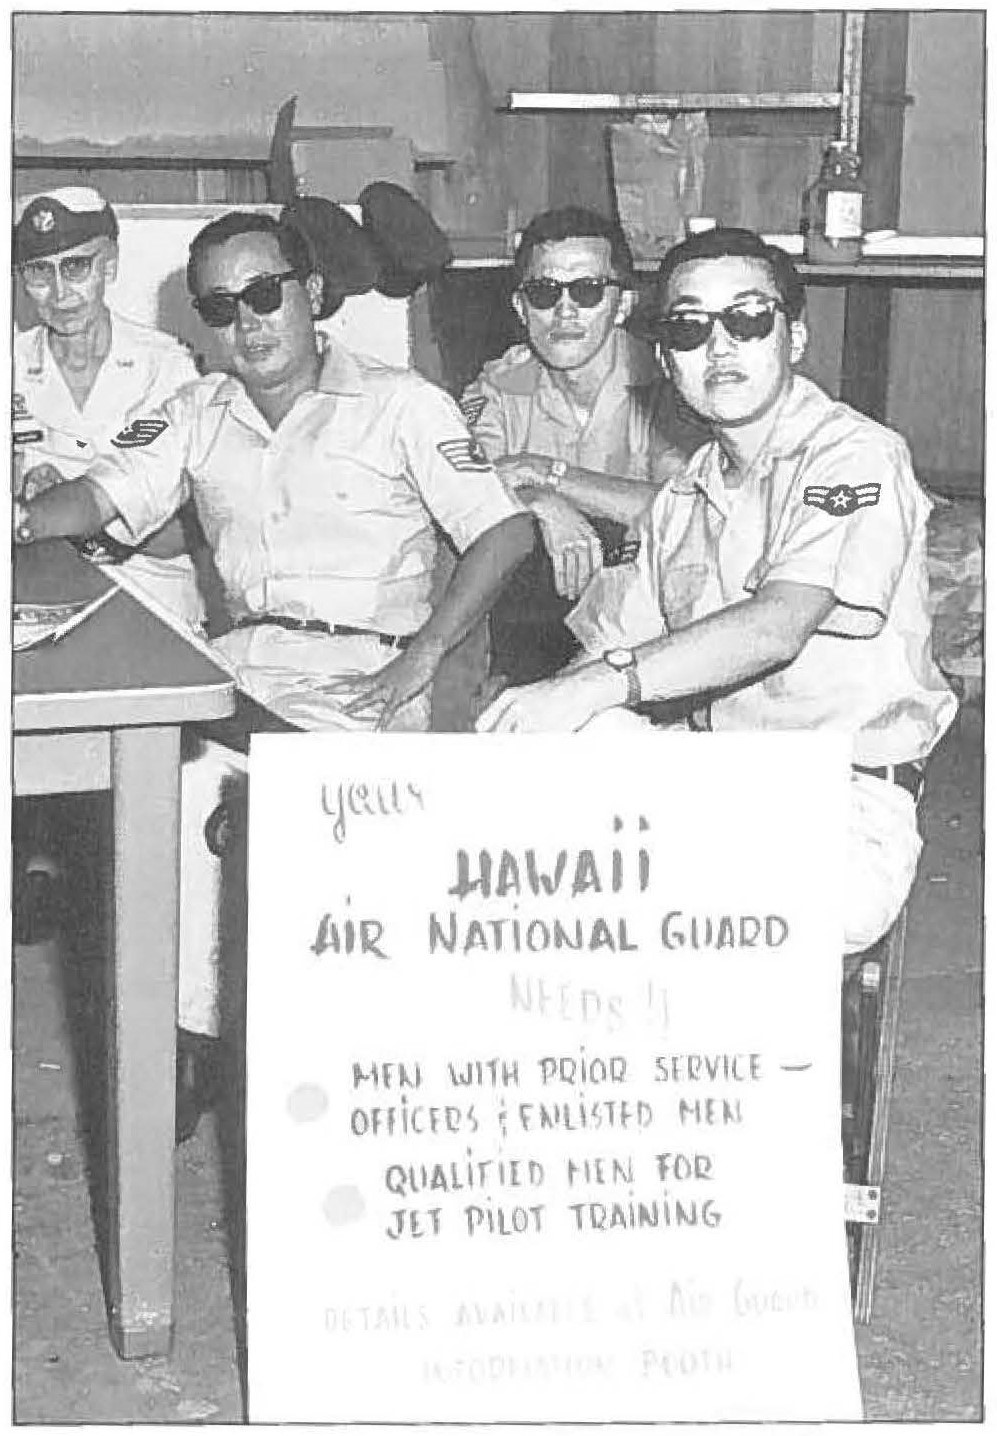 your
HAWAII
AIR NATIONAL GUARD
NEEDS!!
MEN WITH PRIOR SERVICE —
OFFICERS & ENLISTED MEN
QUALIFIED MEN FOR
JET PILOT TRAINING
DETAILS AVAILABLE at AIR GUARD
INFORMATION BOOTH